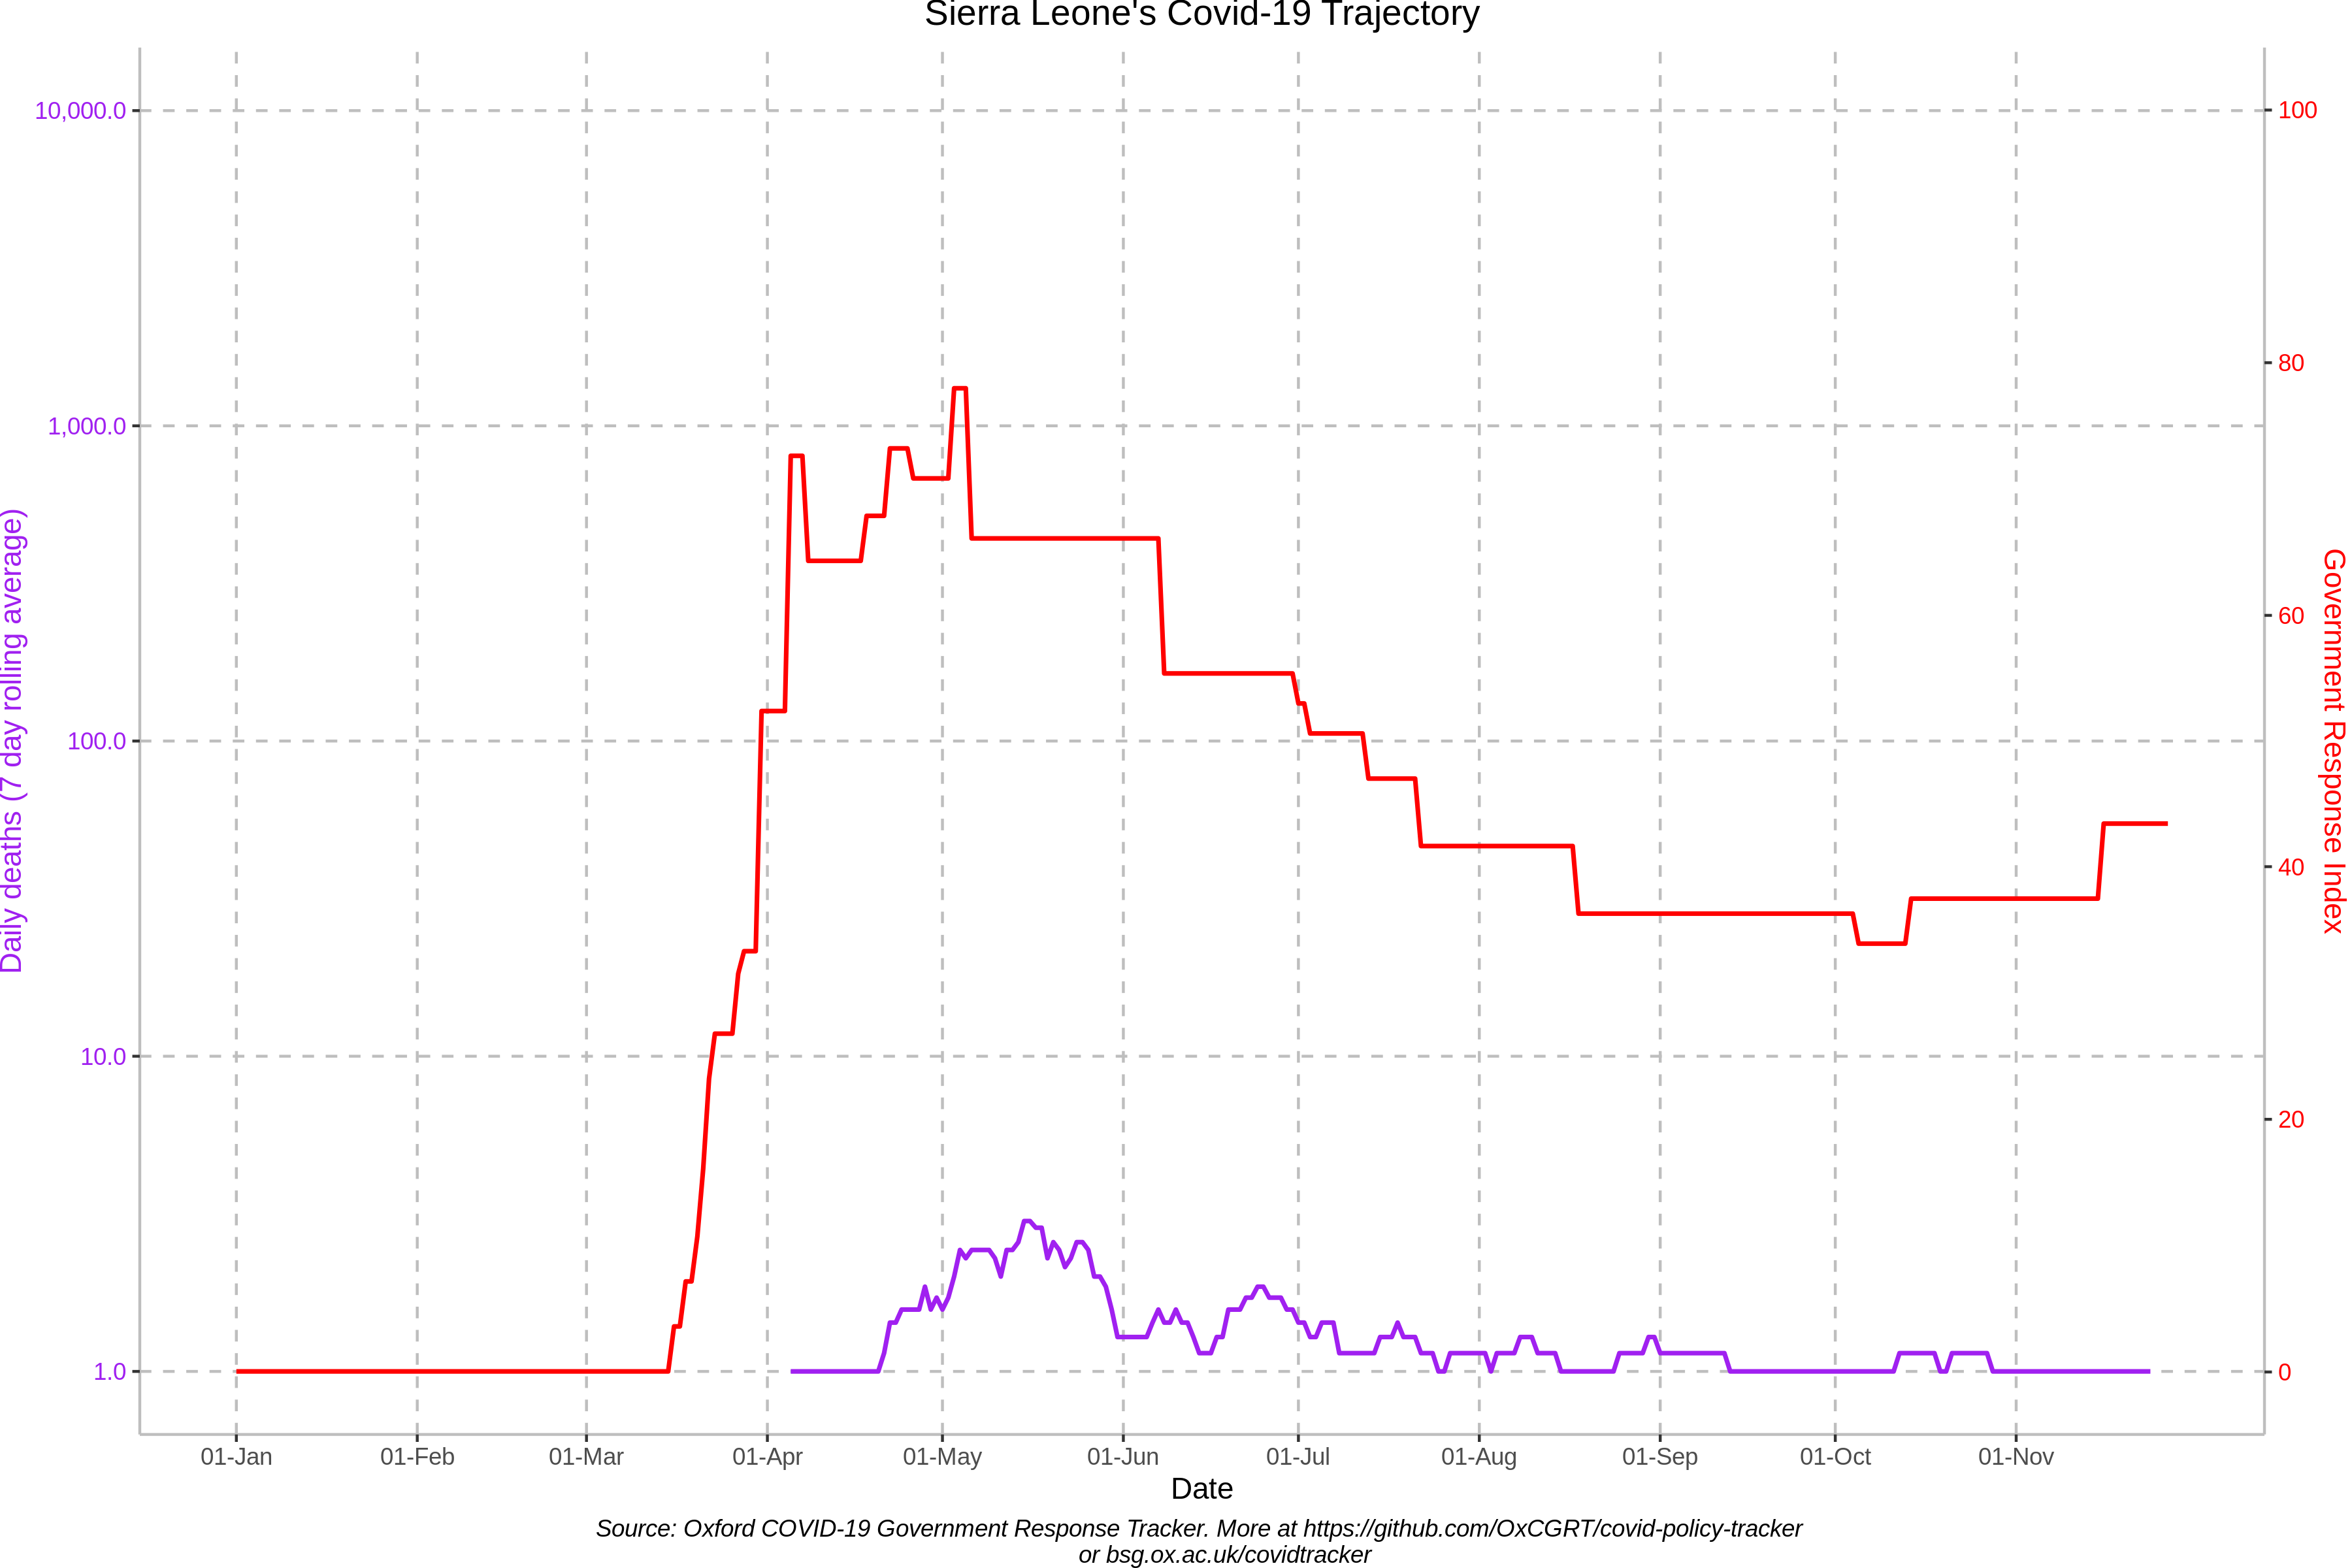 Sierra Leone's Covid-19 Trajectory
10,000.0
1,000.0
100.0
10.0
1.0
Daily deaths (7 day rolling average)
100
80
60
40
20
0
Government Response Index
01-Jan
01-Feb
01-Mar
01-Apr
01-May
01-Jun
01-Jul
01-Aug
01-Sep
01-Oct
01-Nov
Date
Source: Oxford COVID-19 Government Response Tracker. More at https://github.com/OxCGRT/covid-policy-tracker
or bsg.ox.ac.uk/covidtracker